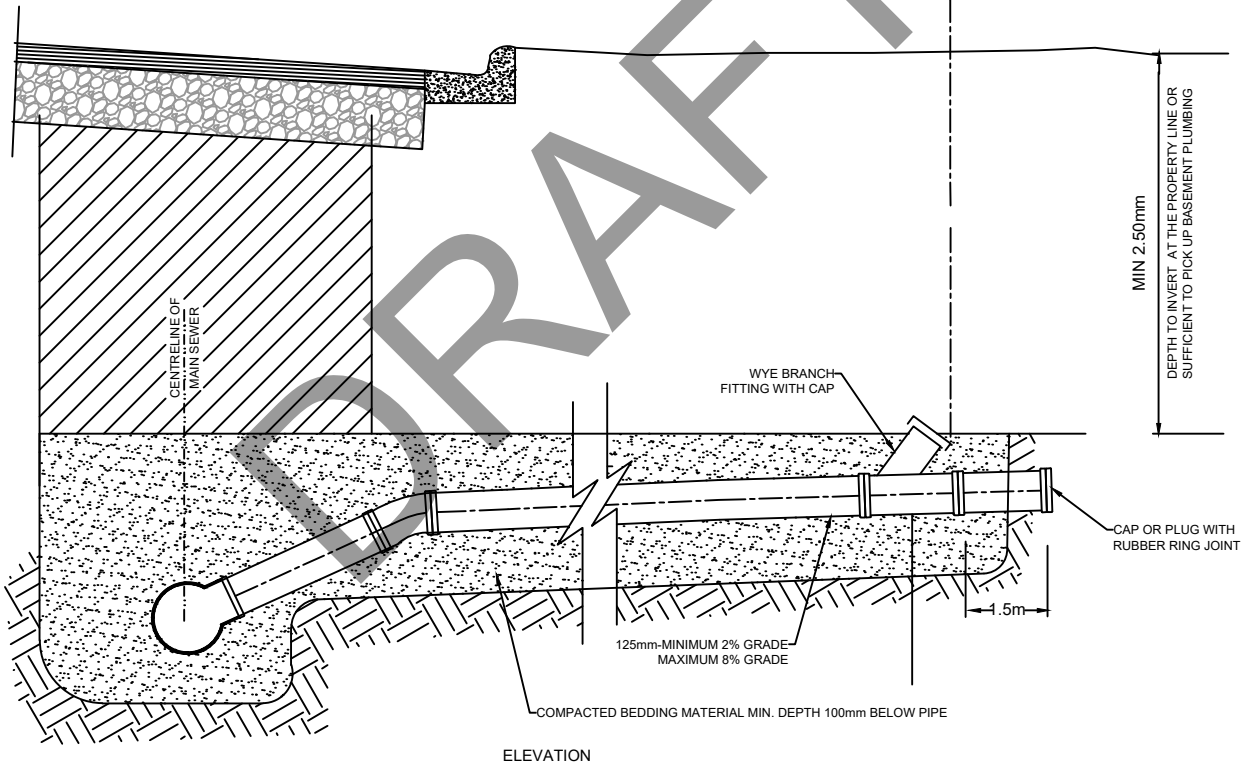 DRAFT
CENTRELINE OF
MAIN SEWER
MIN 2.50mm
DEPTH TO INVERT AT THE PROPERTY LINE OR
SUFFICIENT TO PICK UP BASEMENT PLUMBING
WYE BRANCH
FITTING WITH CAP
CAP OR PLUG WITH
RUBBER RING JOINT
1.5m
125mm-MINIMUM 2% GRADE
MAXIMUM 8% GRADE
COMPACTED BEDDING MATERIAL MIN. DEPTH 100mm BELOW PIPE
ELEVATION